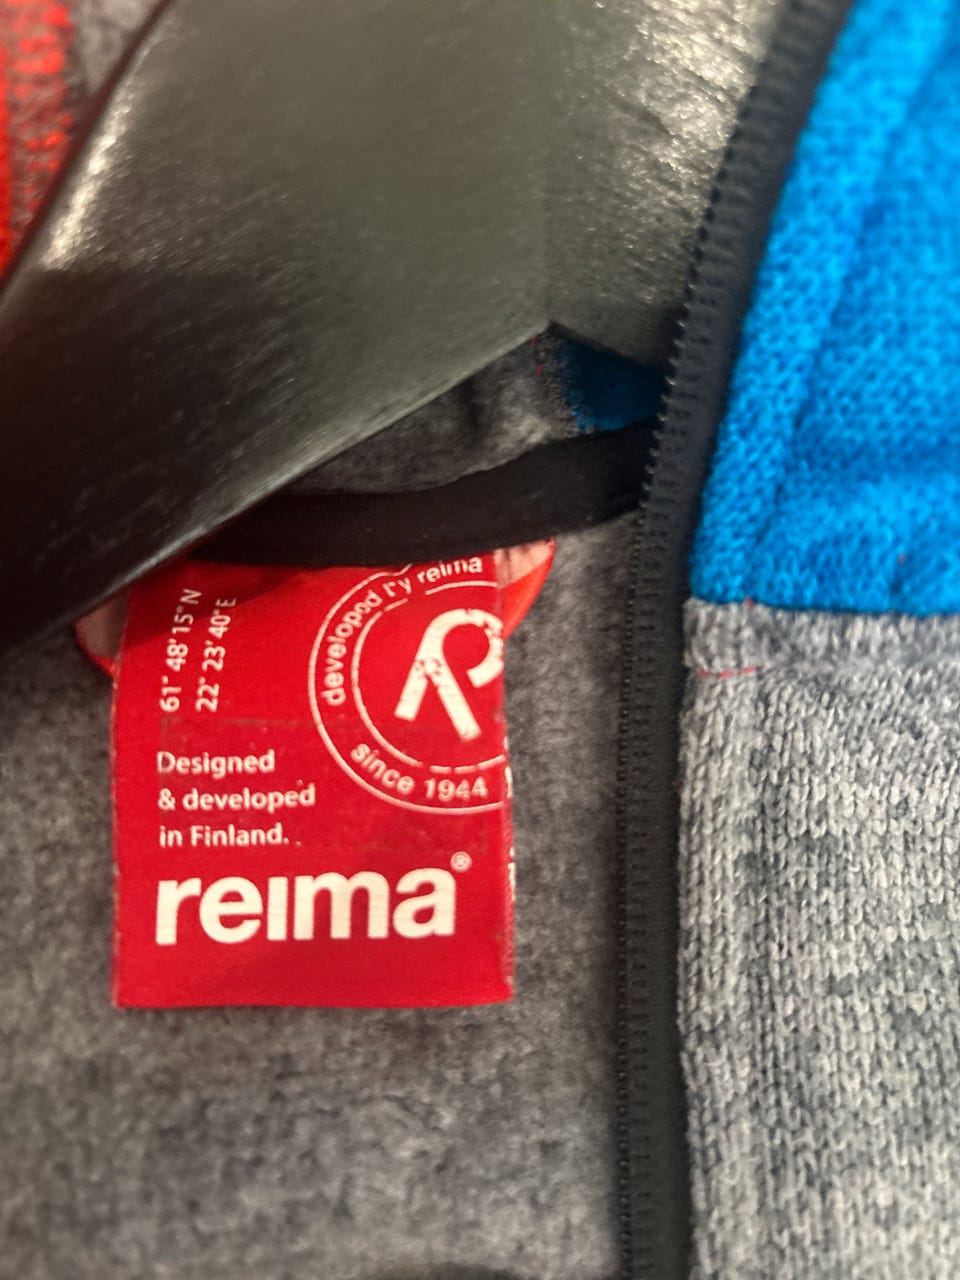 61° 48'15"N
22° 23'40"E
developed by reima
since 1944
Designed
& developed
in Finland.
reima®